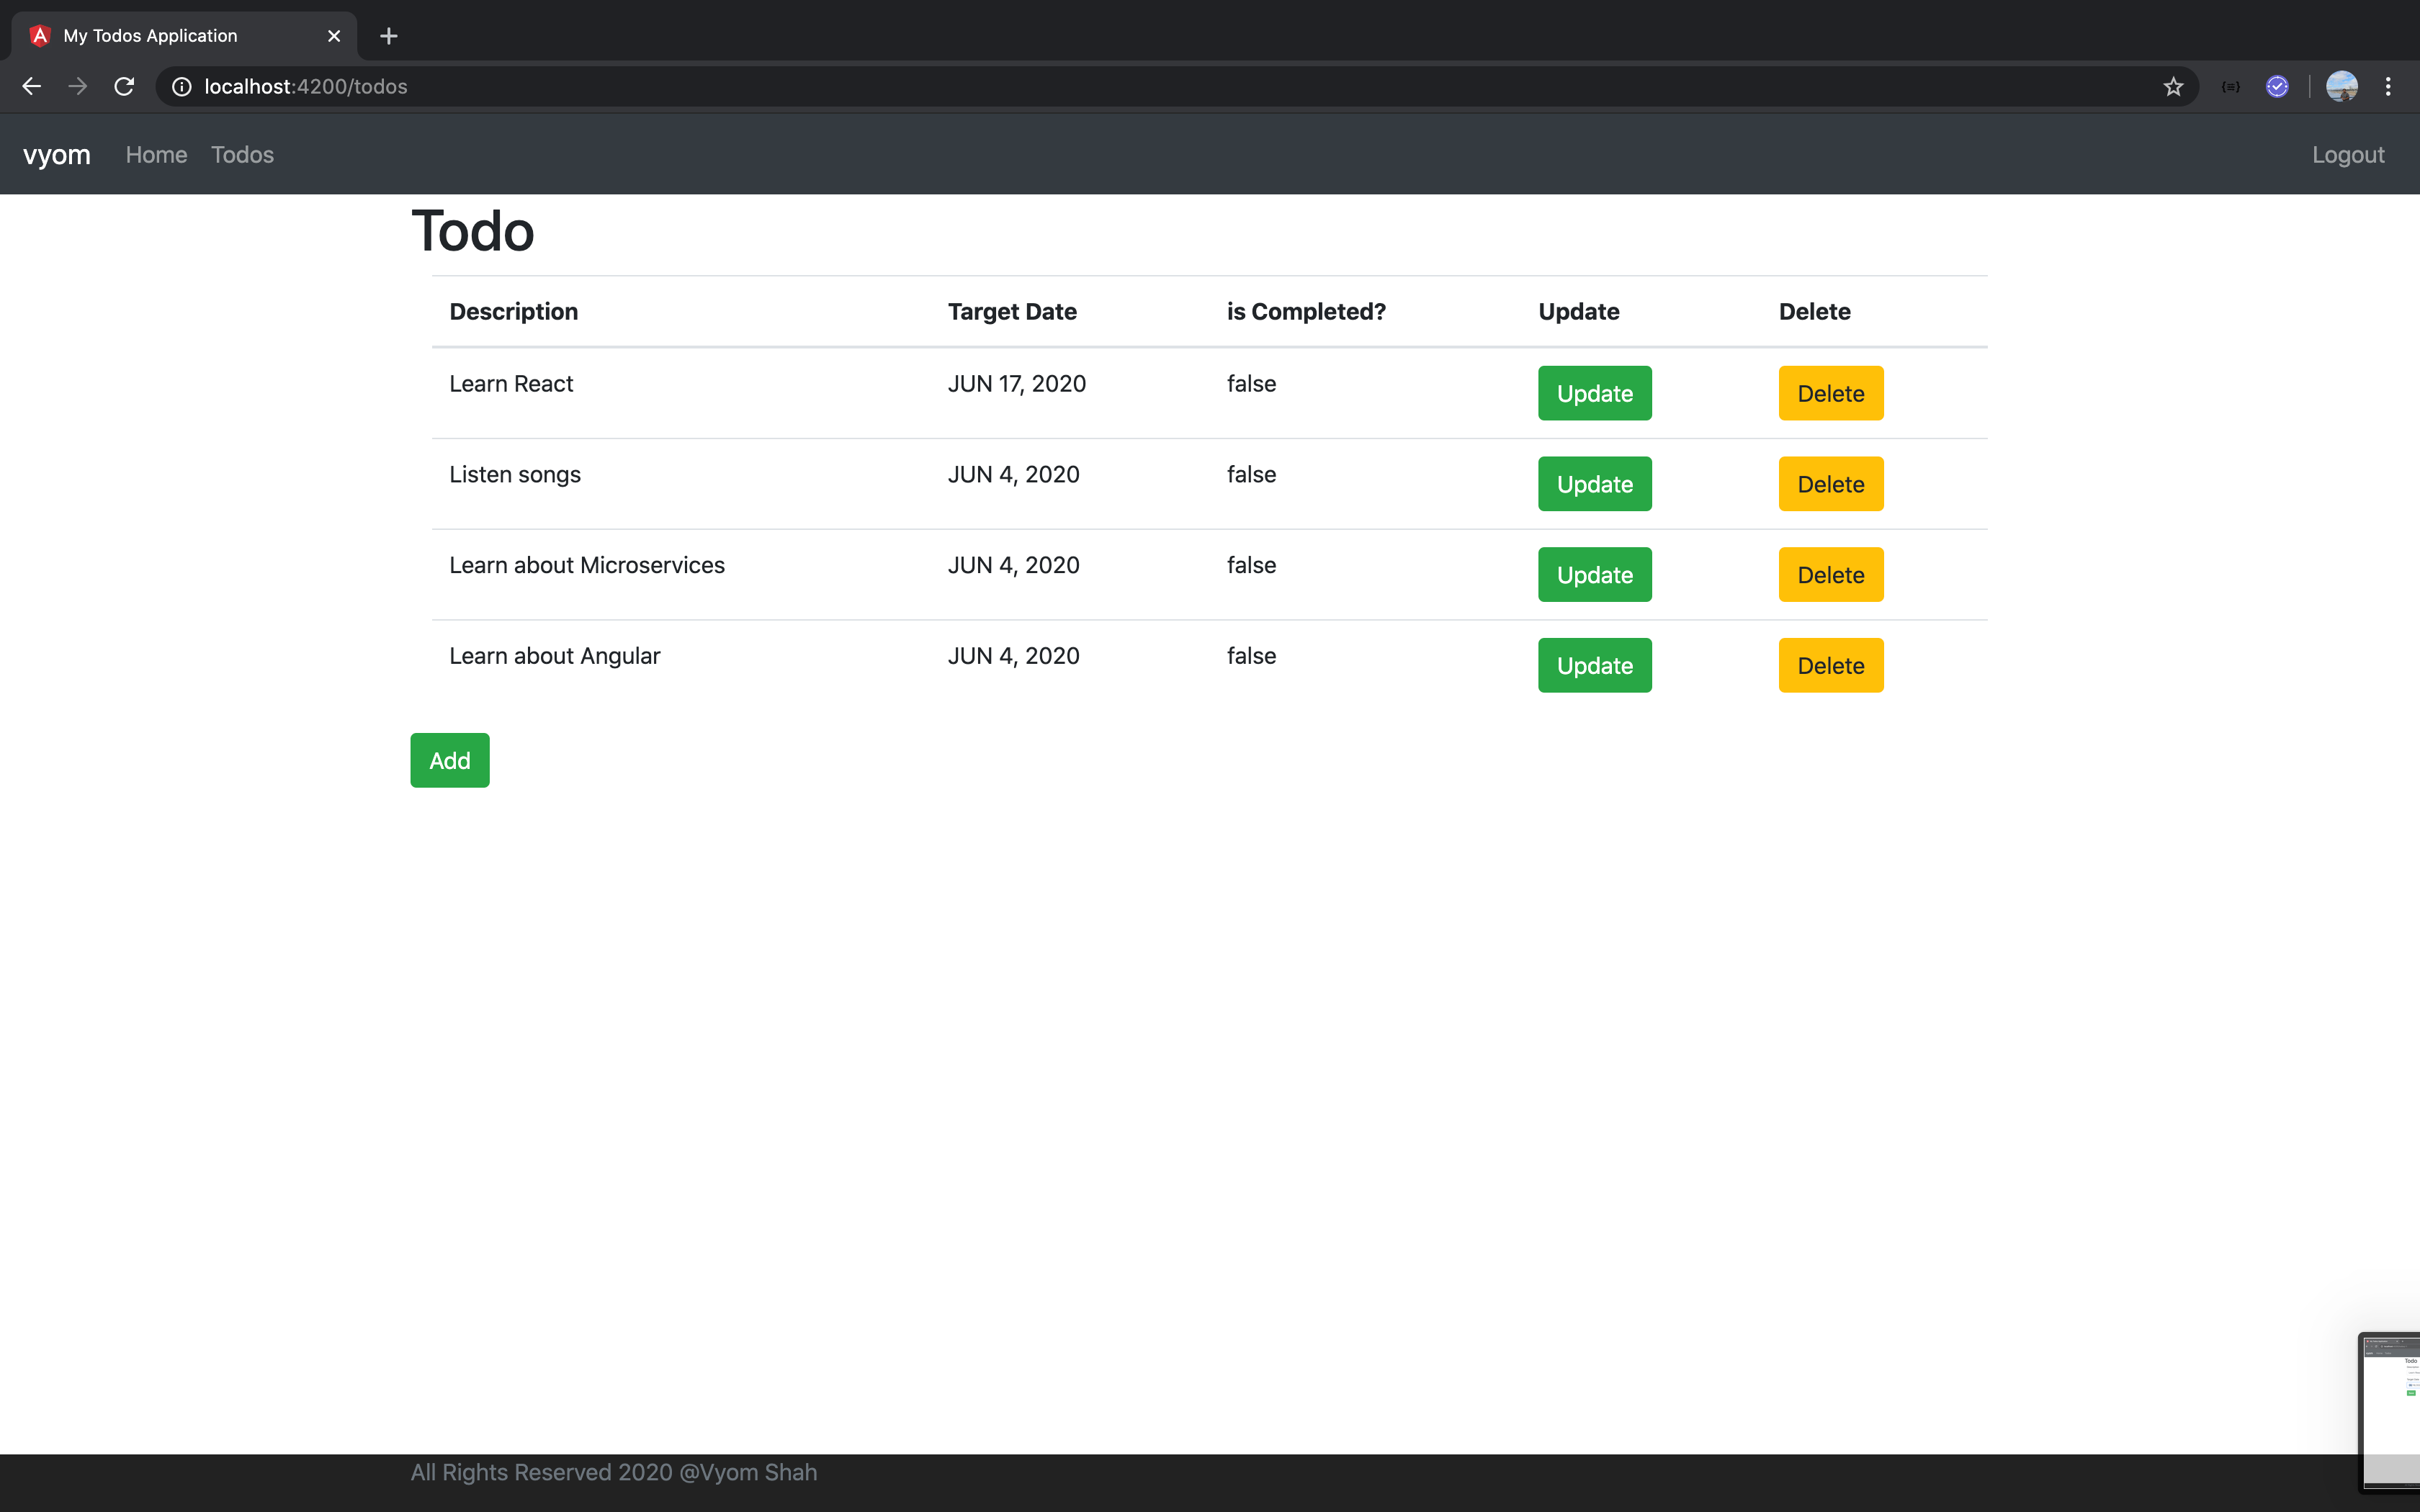 My Todos Application
localhost:4200/todos
vyom Home Todos Logout
Todo
Description Target Date is Completed? Update Delete
Learn React JUN 17, 2020 false Update Delete
Listen songs JUN 4, 2020 false Update Delete
Learn about Microservices JUN 4, 2020 false Update Delete
Learn about Angular JUN 4, 2020 false Update Delete
Add
Todo
All Rights Reserved 2020 @Vyom Shah